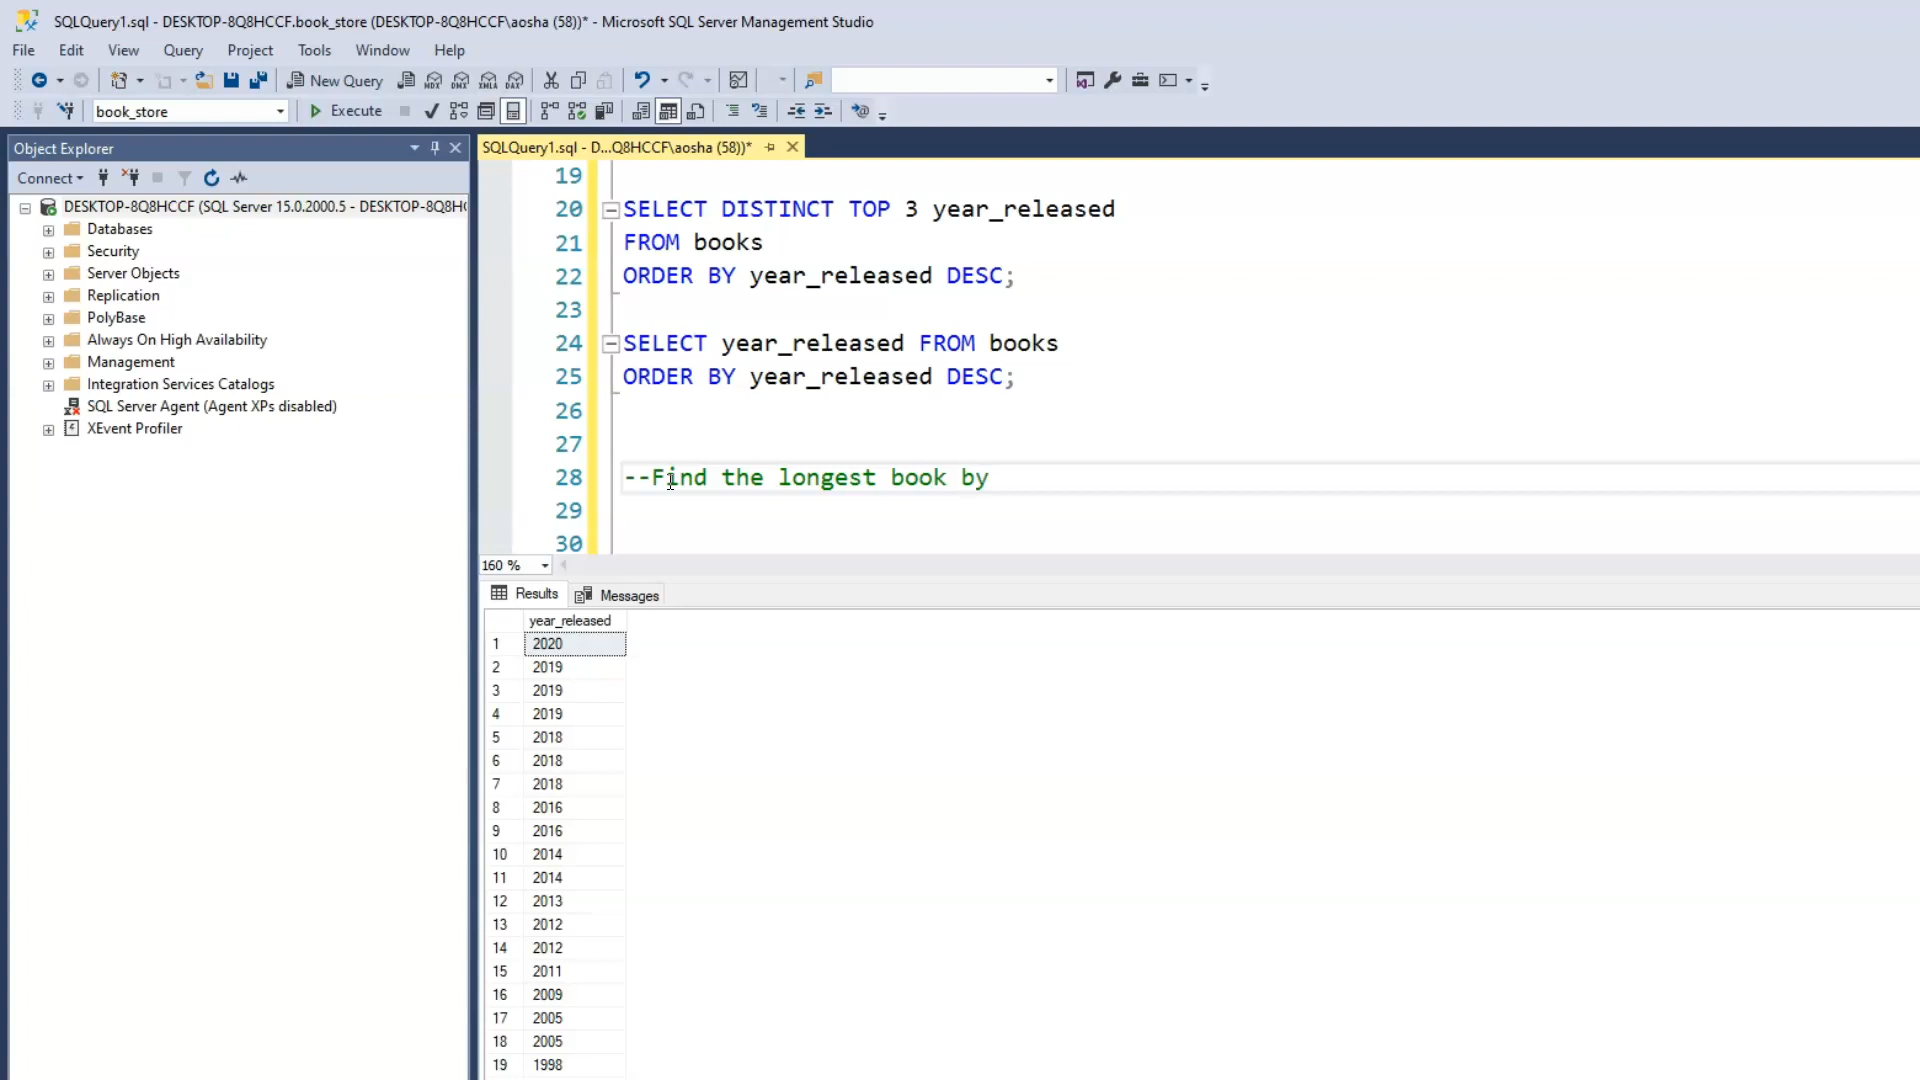 SQLQuery1.sql - DESKTOP-8Q8HCCF.book_store (DESKTOP-8Q8HCCF\aosha (58))* - Microsoft SQL Server Management Studio
File Edit View Query Project Tools Window Help
New Query MDX DMX XMLA DAX
book_store Execute
Object Explorer
SQLQuery1.sql - D...Q8HCCF\aosha (58))*
Connect
DESKTOP-8Q8HCCF (SQL Server 15.0.2000.5 - DESKTOP-8Q8H
Databases
Security
Server Objects
Replication
PolyBase
Always On High Availability
Management
Integration Services Catalogs
SQL Server Agent (Agent XPs disabled)
XEvent Profiler
19
20 SELECT DISTINCT TOP 3 year_released
21 FROM books
22 ORDER BY year_released DESC;
23
24 SELECT year_released FROM books
25 ORDER BY year_released DESC;
26
27
28 --Find the longest book by
29
30
160 %
Results Messages
year_released
1 2020
2 2019
3 2019
4 2019
5 2018
6 2018
7 2018
8 2016
9 2016
10 2014
11 2014
12 2013
13 2012
14 2012
15 2011
16 2009
17 2005
18 2005
19 1998